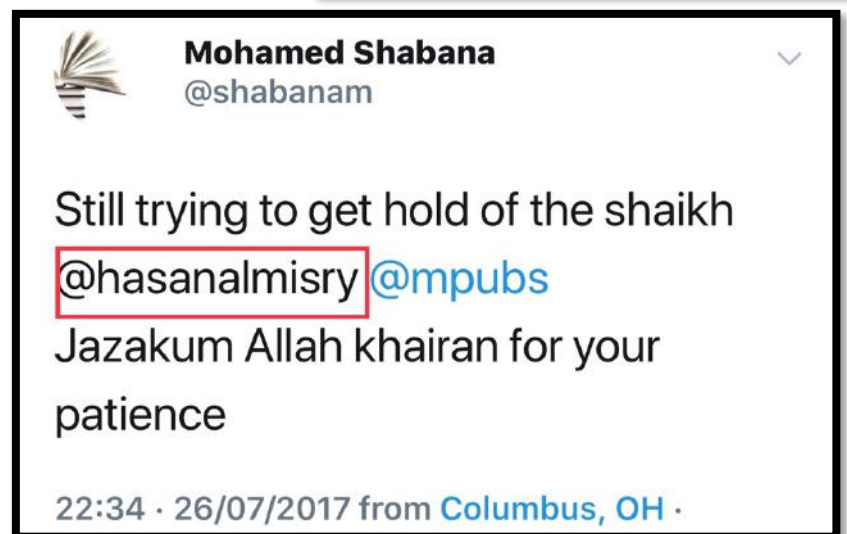 Mohamed Shabana
@shabanam
Still trying to get hold of the shaikh
@hasanalmisry @mpubs
Jazakum Allah khairan for your
patience
22:34 · 26/07/2017 from Columbus, OH ·